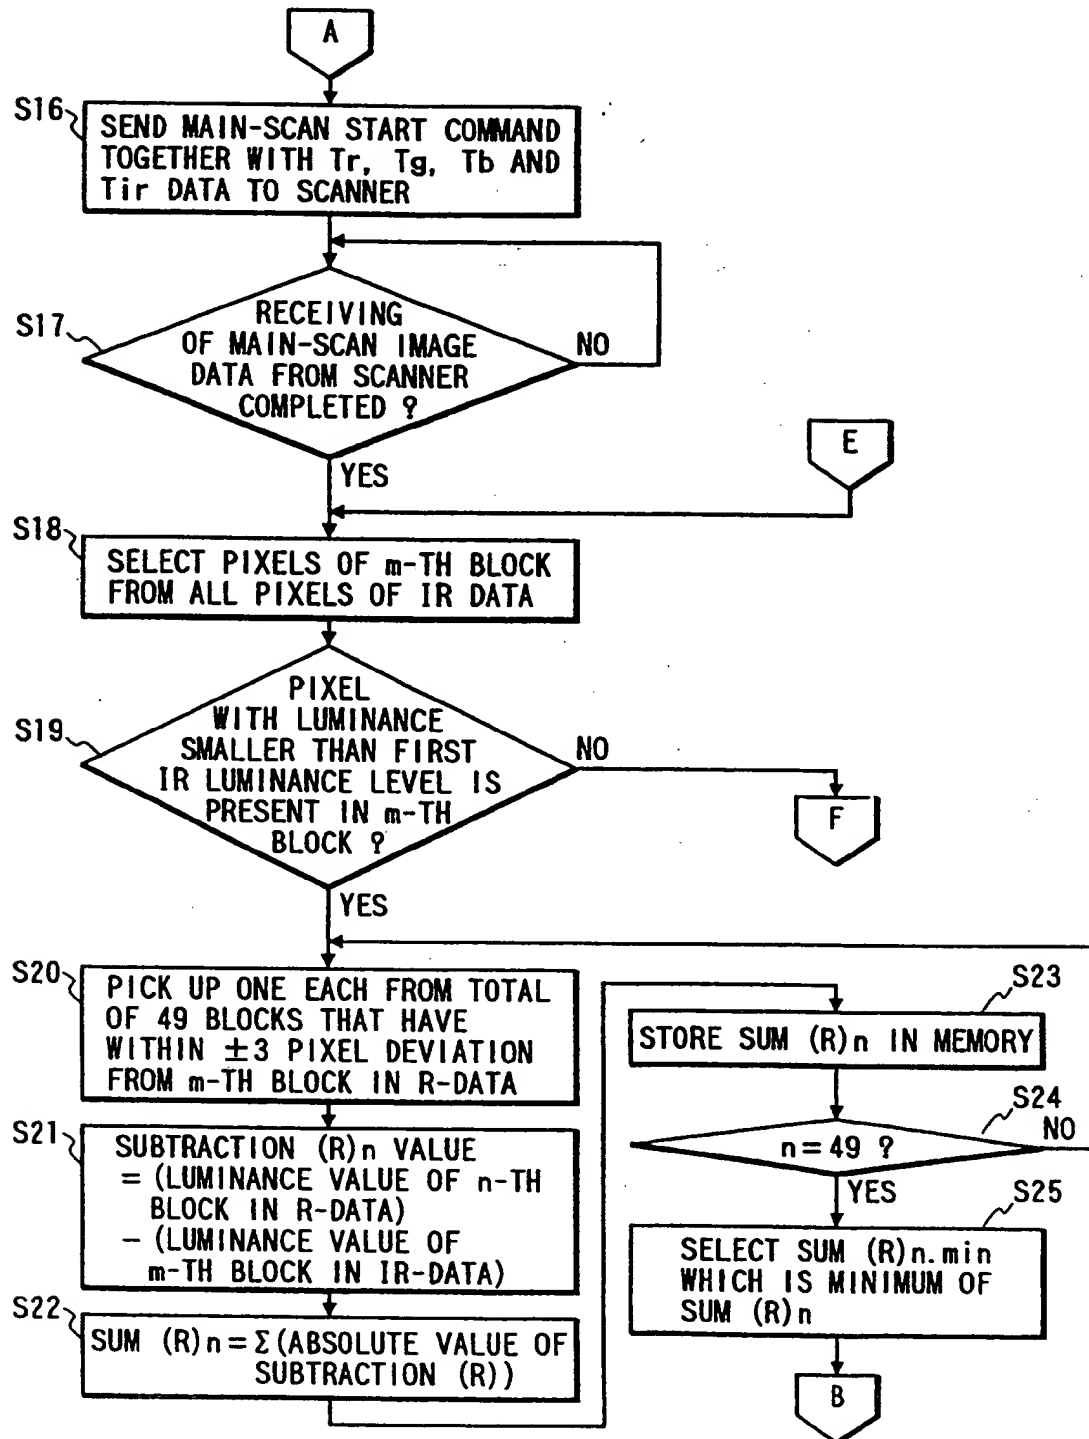 A
S16
SEND MAIN-SCAN START COMMAND
TOGETHER WITH Tr, Tg, Tb AND
Tir DATA TO SCANNER
S17
RECEIVING
OF MAIN-SCAN IMAGE
DATA FROM SCANNER
COMPLETED ?
NO
YES
E
S18
SELECT PIXELS OF m-TH BLOCK
FROM ALL PIXELS OF IR DATA
S19
PIXEL
WITH LUMINANCE
SMALLER THAN FIRST
IR LUMINANCE LEVEL IS
PRESENT IN m-TH
BLOCK ?
NO
F
YES
S20
PICK UP ONE EACH FROM TOTAL
OF 49 BLOCKS THAT HAVE
WITHIN ±3 PIXEL DEVIATION
FROM m-TH BLOCK IN R-DATA
S21
SUBTRACTION (R)n VALUE
= (LUMINANCE VALUE OF n-TH
BLOCK IN R-DATA)
- (LUMINANCE VALUE OF
m-TH BLOCK IN IR-DATA)
S22
SUM (R)n=Σ(ABSOLUTE VALUE OF
SUBTRACTION (R))
S23
STORE SUM (R)n IN MEMORY
S24
n=49 ?
NO
YES
S25
SELECT SUM (R)n.min
WHICH IS MINIMUM OF
SUM (R)n
B